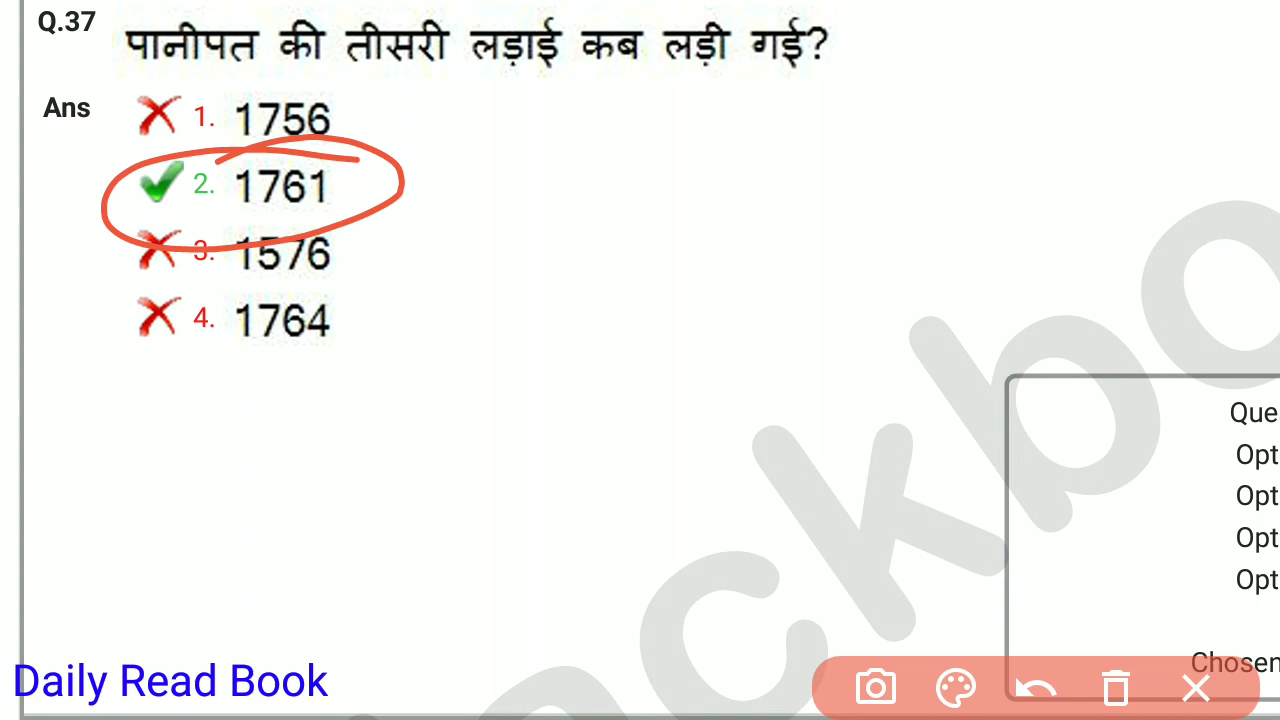 Q.37 पानीपत की तीसरी लड़ाई कब लड़ी गई?
Ans 1. 1756
2. 1761
3. 1576
4. 1764
Que
Opt
Opt
Opt
Opt
Chosen
Daily Read Book
ckbo